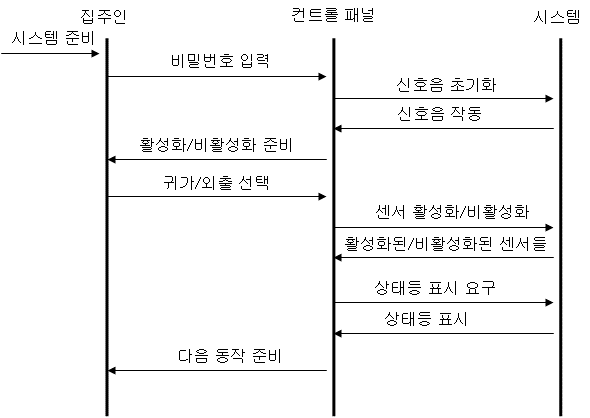 집주인
컨트롤 패널
시스템
시스템 준비
비밀번호 입력
신호음 초기화
신호음 작동
활성화/비활성화 준비
귀가/외출 선택
센서 활성화/비활성화
활성화된/비활성화된 센서들
상태등 표시 요구
상태등 표시
다음 동작 준비